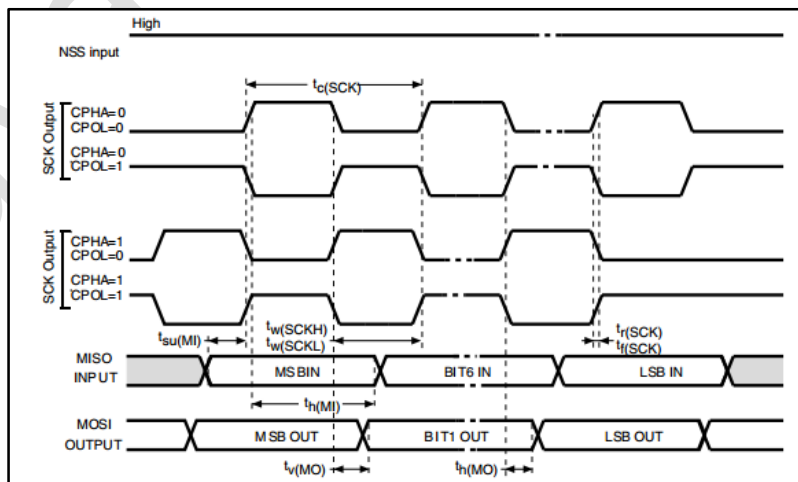 High
NSS input
tc(SCK)
SCK Output
CPHA=0
CPOL=0
CPHA=0
CPOL=1
SCK Output
CPHA=1
CPOL=0
CPHA=1
CPOL=1
tsu(MI)
tw(SCKH)
tw(SCKL)
tr(SCK)
tf(SCK)
MISO
INPUT
MSBIN
BIT6 IN
LSB IN
th(MI)
MOSI
OUTPUT
MSB OUT
BIT1 OUT
LSB OUT
tv(MO)
th(MO)